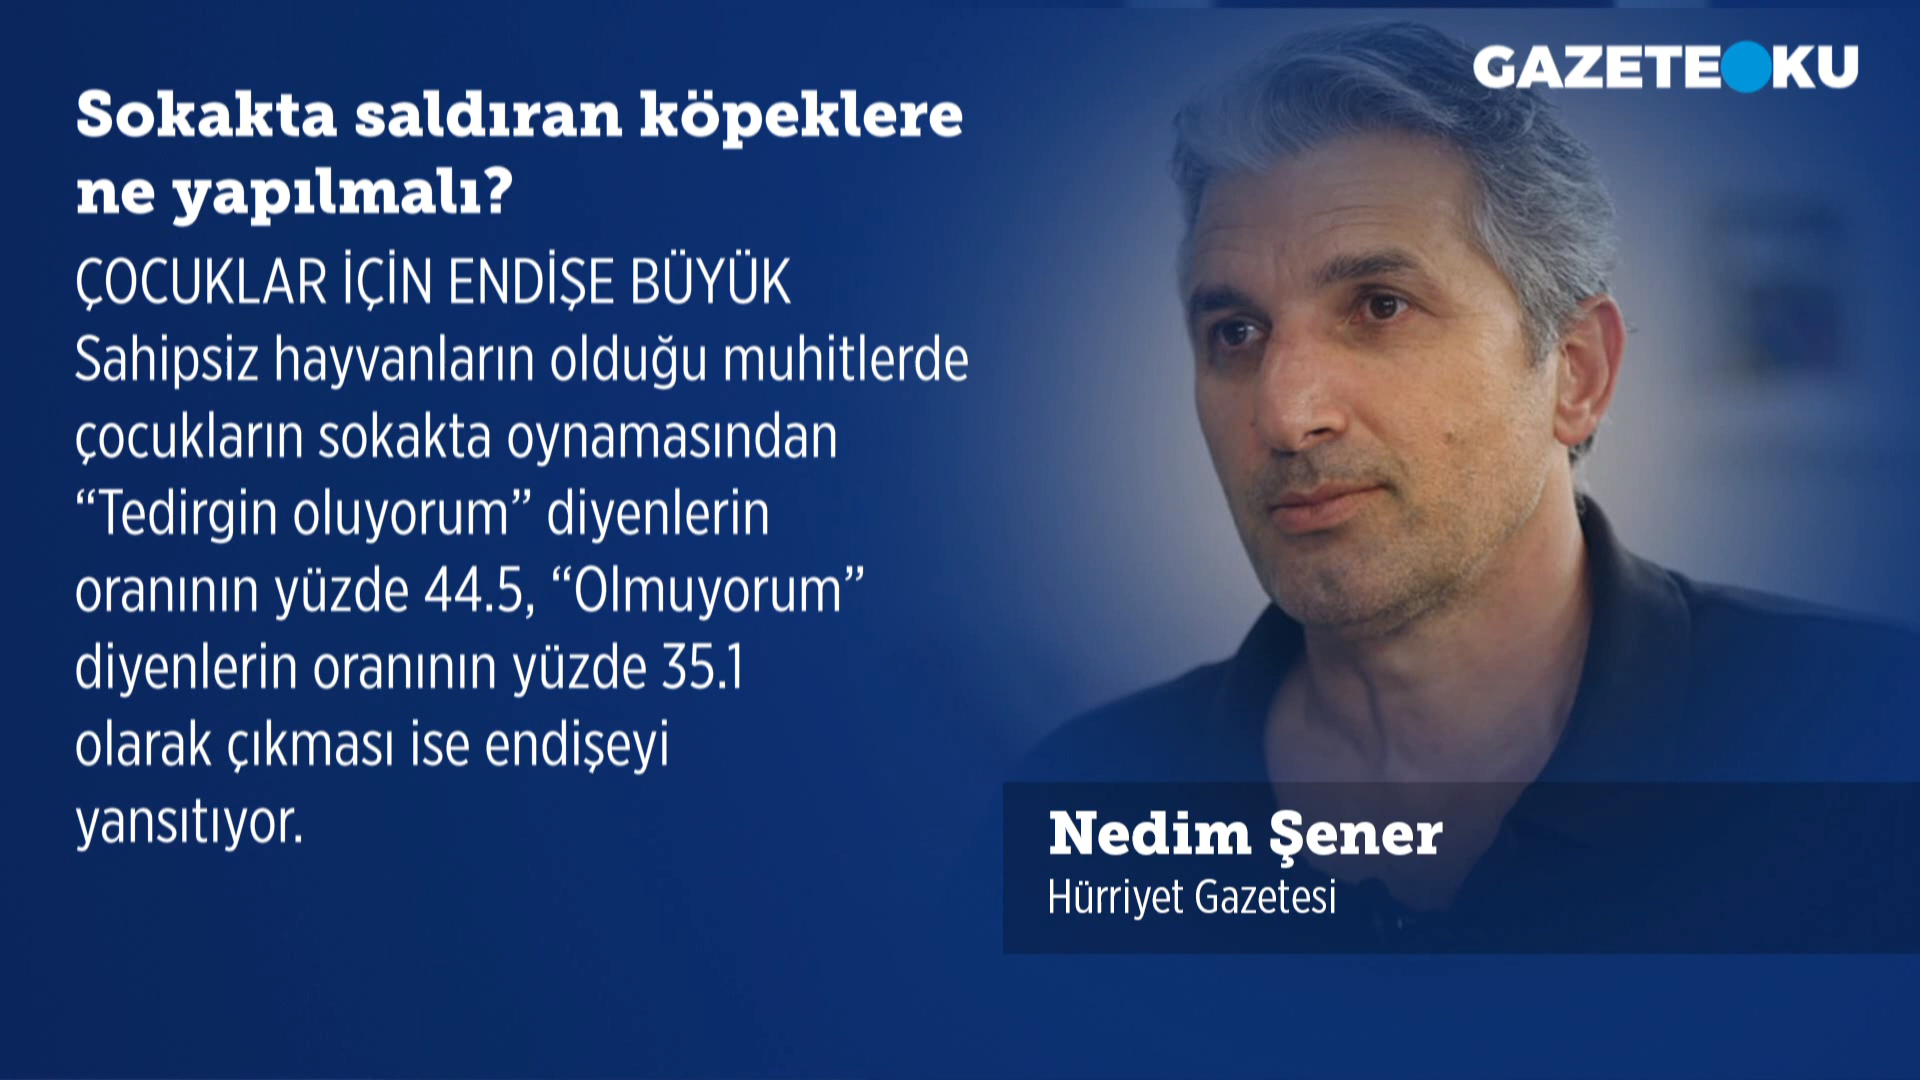 GAZETE KU
Sokakta saldıran köpeklere
ne yapılmalı?
ÇOCUKLAR İÇİN ENDİŞE BÜYÜK
Sahipsiz hayvanların olduğu muhitlerde
çocukların sokakta oynamasından
“Tedirgin oluyorum” diyenlerin
oranının yüzde 44.5, “Olmuyorum”
diyenlerin oranının yüzde 35.1
olarak çıkması ise endişeyi
yansıtıyor.
Nedim Şener
Hürriyet Gazetesi